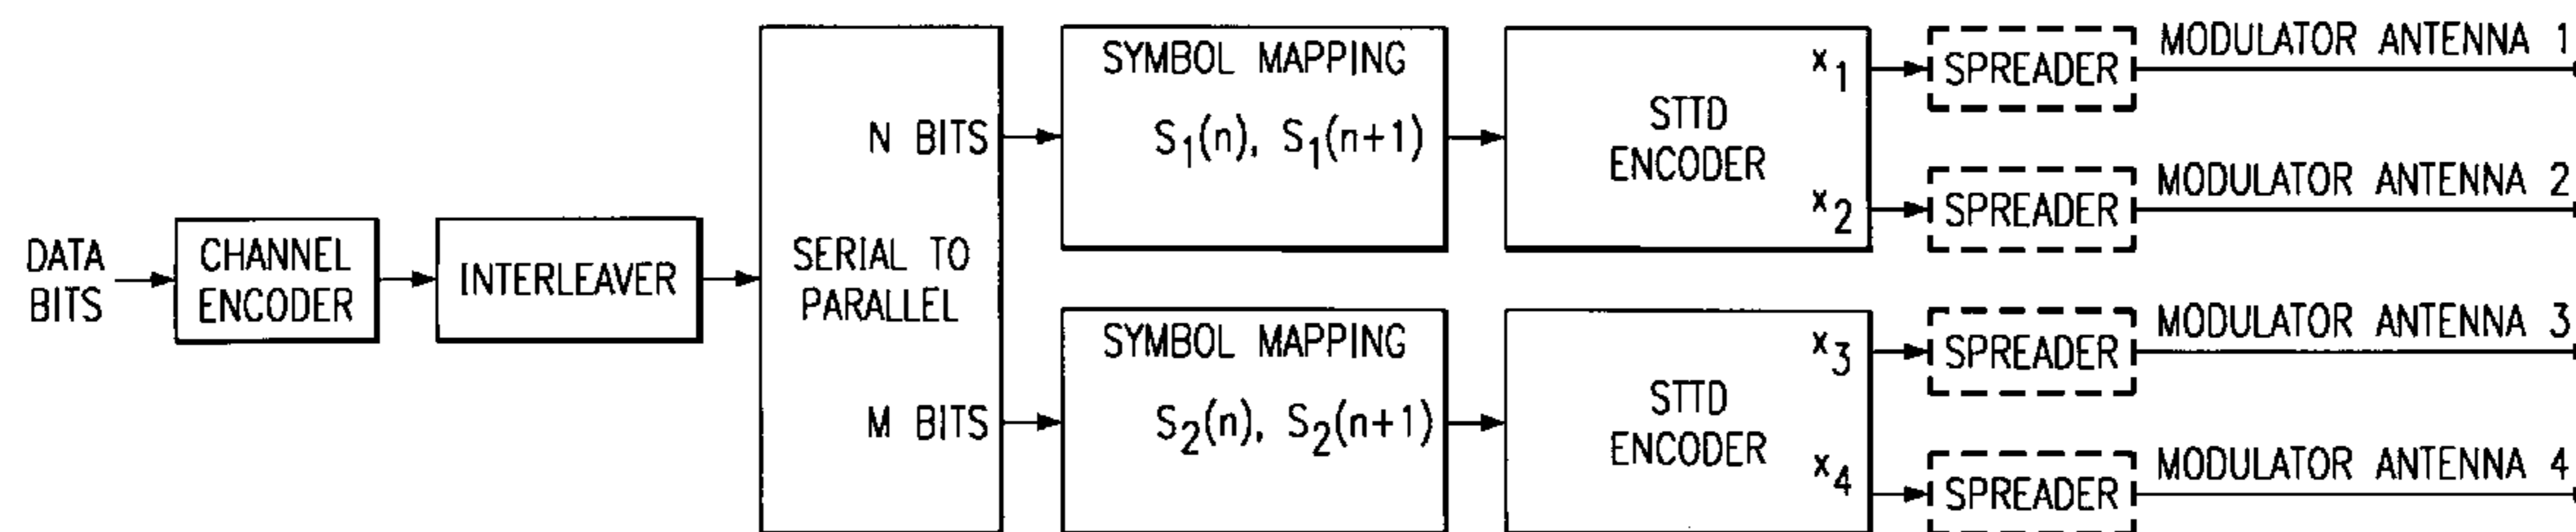 DATA
BITS
CHANNEL
ENCODER
INTERLEAVER
SERIAL TO
PARALLEL
N BITS
M BITS
SYMBOL MAPPING
S1(n), S1(n+1)
SYMBOL MAPPING
S2(n), S2(n+1)
STTD
ENCODER
x1
x2
STTD
ENCODER
x3
x4
SPREADER
MODULATOR ANTENNA 1
SPREADER
MODULATOR ANTENNA 2
SPREADER
MODULATOR ANTENNA 3
SPREADER
MODULATOR ANTENNA 4